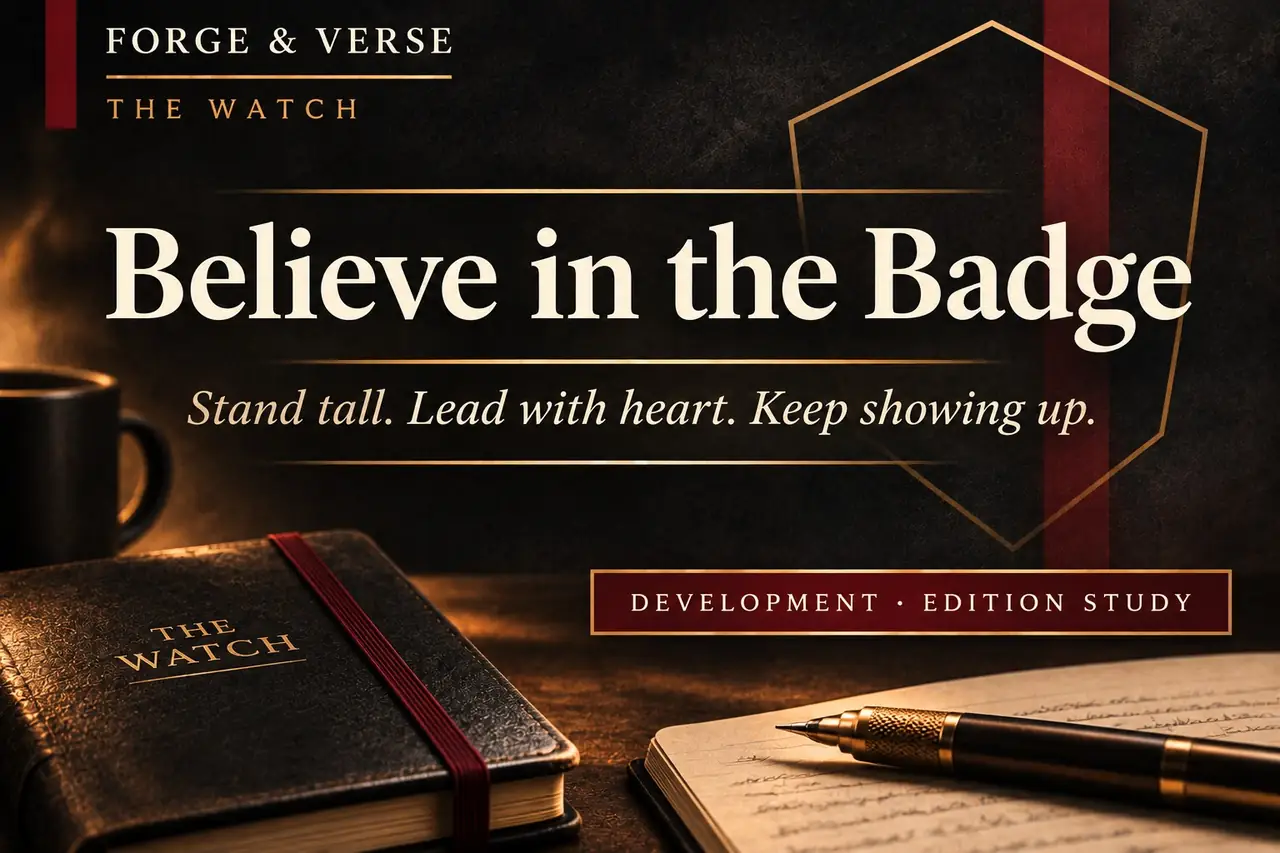 FORGE & VERSE
THE WATCH
Believe in the Badge
Stand tall. Lead with heart. Keep showing up.
DEVELOPMENT · EDITION STUDY
THE
WATCH